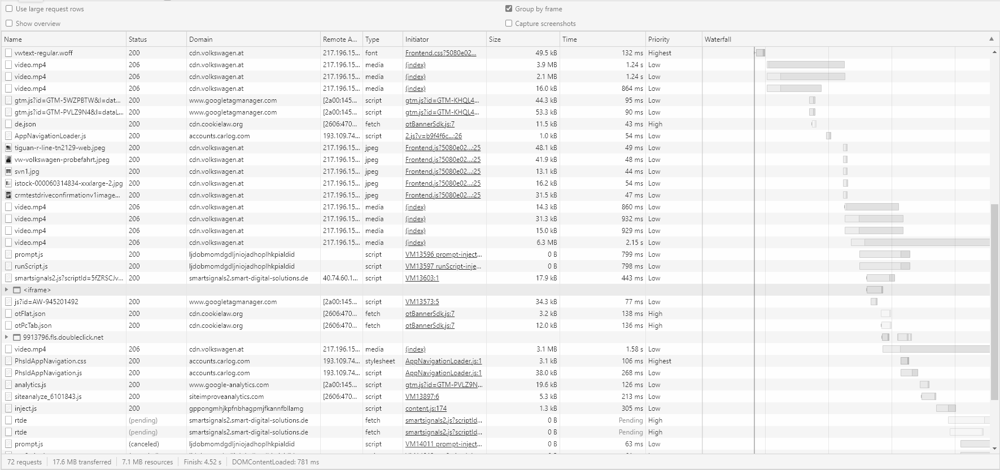 Use large request rows Group by frame
Show overview Capture screenshots
Name Status Domain Remote A... Type Initiator Size Time Priority Waterfall
vwtext-regular.woff 200 cdn.volkswagen.at 217.196.15... font Frontend.css?5080e02... 49.5 kB 132 ms Highest
video.mp4 206 cdn.volkswagen.at 217.196.15... media (index) 3.9 MB 1.24 s Low
video.mp4 206 cdn.volkswagen.at 217.196.15... media (index) 2.1 MB 1.24 s Low
video.mp4 206 cdn.volkswagen.at 217.196.15... media (index) 16.0 kB 864 ms Low
gtm.js?id=GTM-5WZPBTW&l=dat... 200 www.googletagmanager.com [2a00:145... script gtm.js?id=GTM-KHQL4... 44.3 kB 95 ms Low
gtm.js?id=GTM-PVLZ9N4&l=dataL... 200 www.googletagmanager.com [2a00:145... script gtm.js?id=GTM-KHQL4... 53.3 kB 90 ms Low
de.json 200 cdn.cookielaw.org [2606:470... fetch otBannerSdk.js:7 11.5 kB 43 ms High
AppNavigationLoader.js 200 accounts.carlog.com 193.109.74... script 2.js?v=b9f4f6c...:26 1.0 kB 54 ms Low
tiguan-r-line-tn2129-web.jpeg 200 cdn.volkswagen.at 217.196.15... jpeg Frontend.js?5080e02...:25 48.1 kB 49 ms Low
vw-volkswagen-probefahrt.jpeg 200 cdn.volkswagen.at 217.196.15... jpeg Frontend.js?5080e02...:25 41.9 kB 48 ms Low
svn1.jpg 200 cdn.volkswagen.at 217.196.15... jpeg Frontend.js?5080e02...:25 13.1 kB 44 ms Low
istock-000060314834-xxxlarge-2.jpg 200 cdn.volkswagen.at 217.196.15... jpeg Frontend.js?5080e02...:25 16.2 kB 54 ms Low
crmtestdriveconfirmationv1image... 200 cdn.volkswagen.at 217.196.15... jpeg Frontend.js?5080e02...:25 31.5 kB 47 ms Low
video.mp4 206 cdn.volkswagen.at 217.196.15... media (index) 14.3 kB 860 ms Low
video.mp4 206 cdn.volkswagen.at 217.196.15... media (index) 31.3 kB 932 ms Low
video.mp4 206 cdn.volkswagen.at 217.196.15... media (index) 15.0 kB 929 ms Low
video.mp4 206 cdn.volkswagen.at 217.196.15... media (index) 6.3 MB 2.15 s Low
prompt.js 200 ljdobmomdgdljniojadhoplhkpialdid script VM13596 prompt-inject... 0 B 799 ms Low
runScript.js 200 ljdobmomdgdljniojadhoplhkpialdid script VM13597 runScript-inje... 0 B 798 ms Low
smartsignals2.js?scriptId=5fZRSCJv... 200 smartsignals2.smart-digital-solutions.de 40.74.60.1... script VM13603:1 17.9 kB 443 ms Low
<iframe>
js?id=AW-945201492 200 www.googletagmanager.com [2a00:145... script VM13573:5 34.3 kB 77 ms Low
otFlat.json 200 cdn.cookielaw.org [2606:470... fetch otBannerSdk.js:7 3.2 kB 138 ms High
otPcTab.json 200 cdn.cookielaw.org [2606:470... fetch otBannerSdk.js:7 12.0 kB 136 ms High
9913796.fls.doubleclick.net
video.mp4 206 cdn.volkswagen.at 217.196.15... media (index) 3.1 MB 1.58 s Low
PhsIdAppNavigation.css 200 accounts.carlog.com 193.109.74... stylesheet AppNavigationLoader.js:1 3.1 kB 106 ms Highest
PhsIdAppNavigation.js 200 accounts.carlog.com 193.109.74... script AppNavigationLoader.js:1 38.0 kB 268 ms Low
analytics.js 200 www.google-analytics.com [2a00:145... script gtm.js?id=GTM-PVLZ9N... 19.6 kB 126 ms Low
siteanalyze_6101843.js 200 siteimproveanalytics.com [2606:470... script VM13897:6 5.3 kB 213 ms Low
inject.js 200 gppongmhjkpfnbhagpmjfkannfbllamg script content.js:174 1.3 kB 305 ms Low
rtde (pending) smartsignals2.smart-digital-solutions.de fetch smartsignals2.js?scriptId... 0 B Pending High
rtde (pending) smartsignals2.smart-digital-solutions.de fetch smartsignals2.js?scriptId... 0 B Pending High
prompt.js (canceled) ljdobmomdgdljniojadhoplhkpialdid script VM14011 prompt-inject... 0 B 63 ms Low
72 requests 17.6 MB transferred 7.1 MB resources Finish: 4.52 s DOMContentLoaded: 781 ms